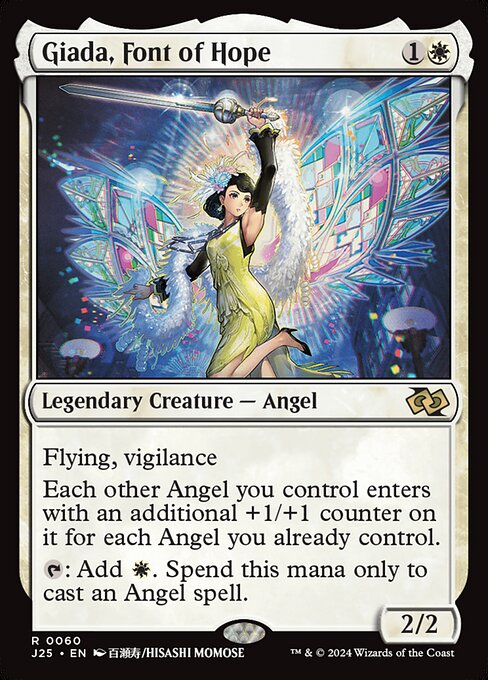 Giada, Font of Hope 1
Legendary Creature — Angel
Flying, vigilance
Each other Angel you control enters
with an additional +1/+1 counter on
it for each Angel you already control.
: Add . Spend this mana only to
cast an Angel spell.
2/2
R 0060
J25 • EN 百瀬寿/HISASHI MOMOSE
™ & © 2024 Wizards of the Coast